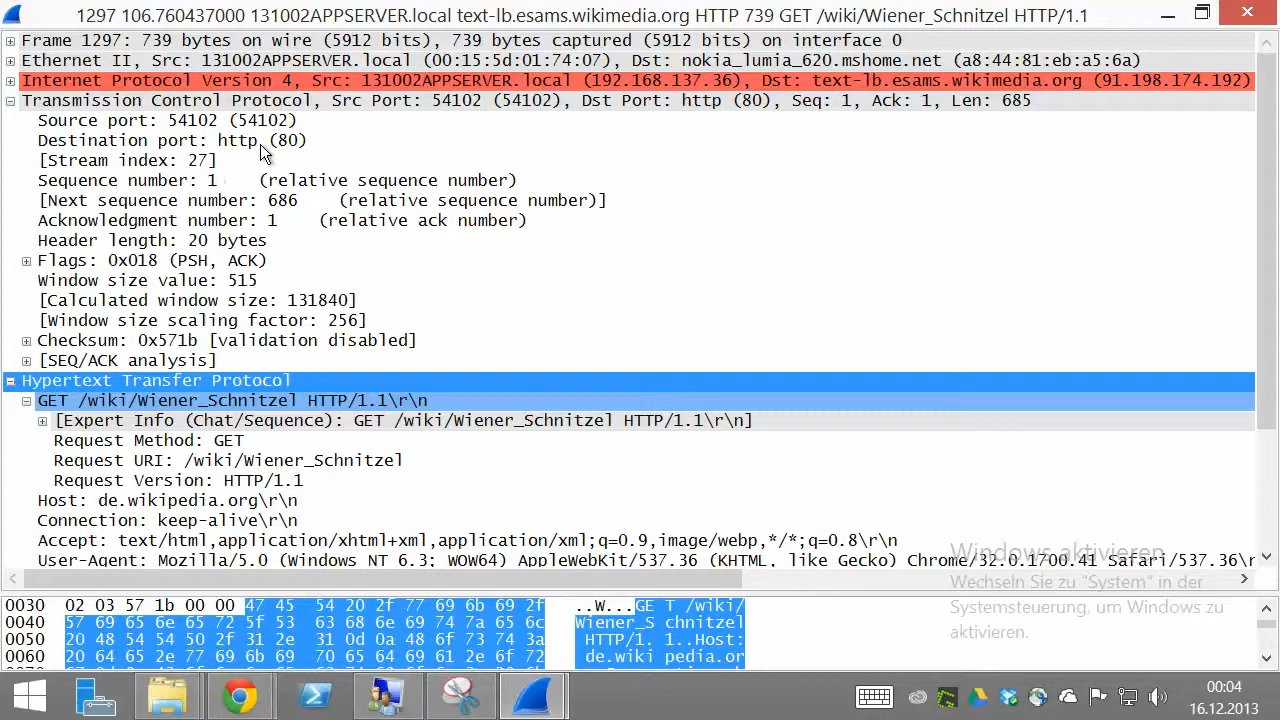 1297 106.760437000 131002APPSERVER.local text-lb.esams.wikimedia.org HTTP 739 GET /wiki/Wiener_Schnitzel HTTP/1.1
Frame 1297: 739 bytes on wire (5912 bits), 739 bytes captured (5912 bits) on interface 0
Ethernet II, Src: 131002APPSERVER.local (00:15:5d:01:74:07), Dst: nokia_lumia_620.mshome.net (a8:44:81:eb:a5:6a)
Internet Protocol Version 4, Src: 131002APPSERVER.local (192.168.137.36), Dst: text-lb.esams.wikimedia.org (91.198.174.192)
Transmission Control Protocol, Src Port: 54102 (54102), Dst Port: http (80), Seq: 1, Ack: 1, Len: 685
Source port: 54102 (54102)
Destination port: http (80)
[Stream index: 27]
Sequence number: 1    (relative sequence number)
[Next sequence number: 686    (relative sequence number)]
Acknowledgment number: 1    (relative ack number)
Header length: 20 bytes
Flags: 0x018 (PSH, ACK)
Window size value: 515
[Calculated window size: 131840]
[Window size scaling factor: 256]
Checksum: 0x571b [validation disabled]
[SEQ/ACK analysis]
Hypertext Transfer Protocol
GET /wiki/Wiener_Schnitzel HTTP/1.1\r\n
[Expert Info (Chat/Sequence): GET /wiki/Wiener_Schnitzel HTTP/1.1\r\n]
Request Method: GET
Request URI: /wiki/Wiener_Schnitzel
Request Version: HTTP/1.1
Host: de.wikipedia.org\r\n
Connection: keep-alive\r\n
Accept: text/html,application/xhtml+xml,application/xml;q=0.9,image/webp,*/*;q=0.8\r\n
User-Agent: Mozilla/5.0 (Windows NT 6.3; WOW64) AppleWebKit/537.36 (KHTML, like Gecko) Chrome/32.0.1700.41 Safari/537.36\r\n
Windows aktivieren
Wechseln Sie zu "System" in der
Systemsteuerung, um Windows zu
aktivieren.
0030 02 03 57 1b 00 00 47 45 54 20 2f 77 69 6b 69 2f ..W...GE T /wiki/
0040 57 69 65 6e 65 72 5f 53 63 68 6e 69 74 7a 65 6c Wiener_S chnitzel
0050 20 48 54 54 50 2f 31 2e 31 0d 0a 48 6f 73 74 3a HTTP/1. 1..Host:
0060 20 64 65 2e 77 69 6b 69 70 65 64 69 61 2e 6f 72 de.wiki pedia.or
00:04
16.12.2013